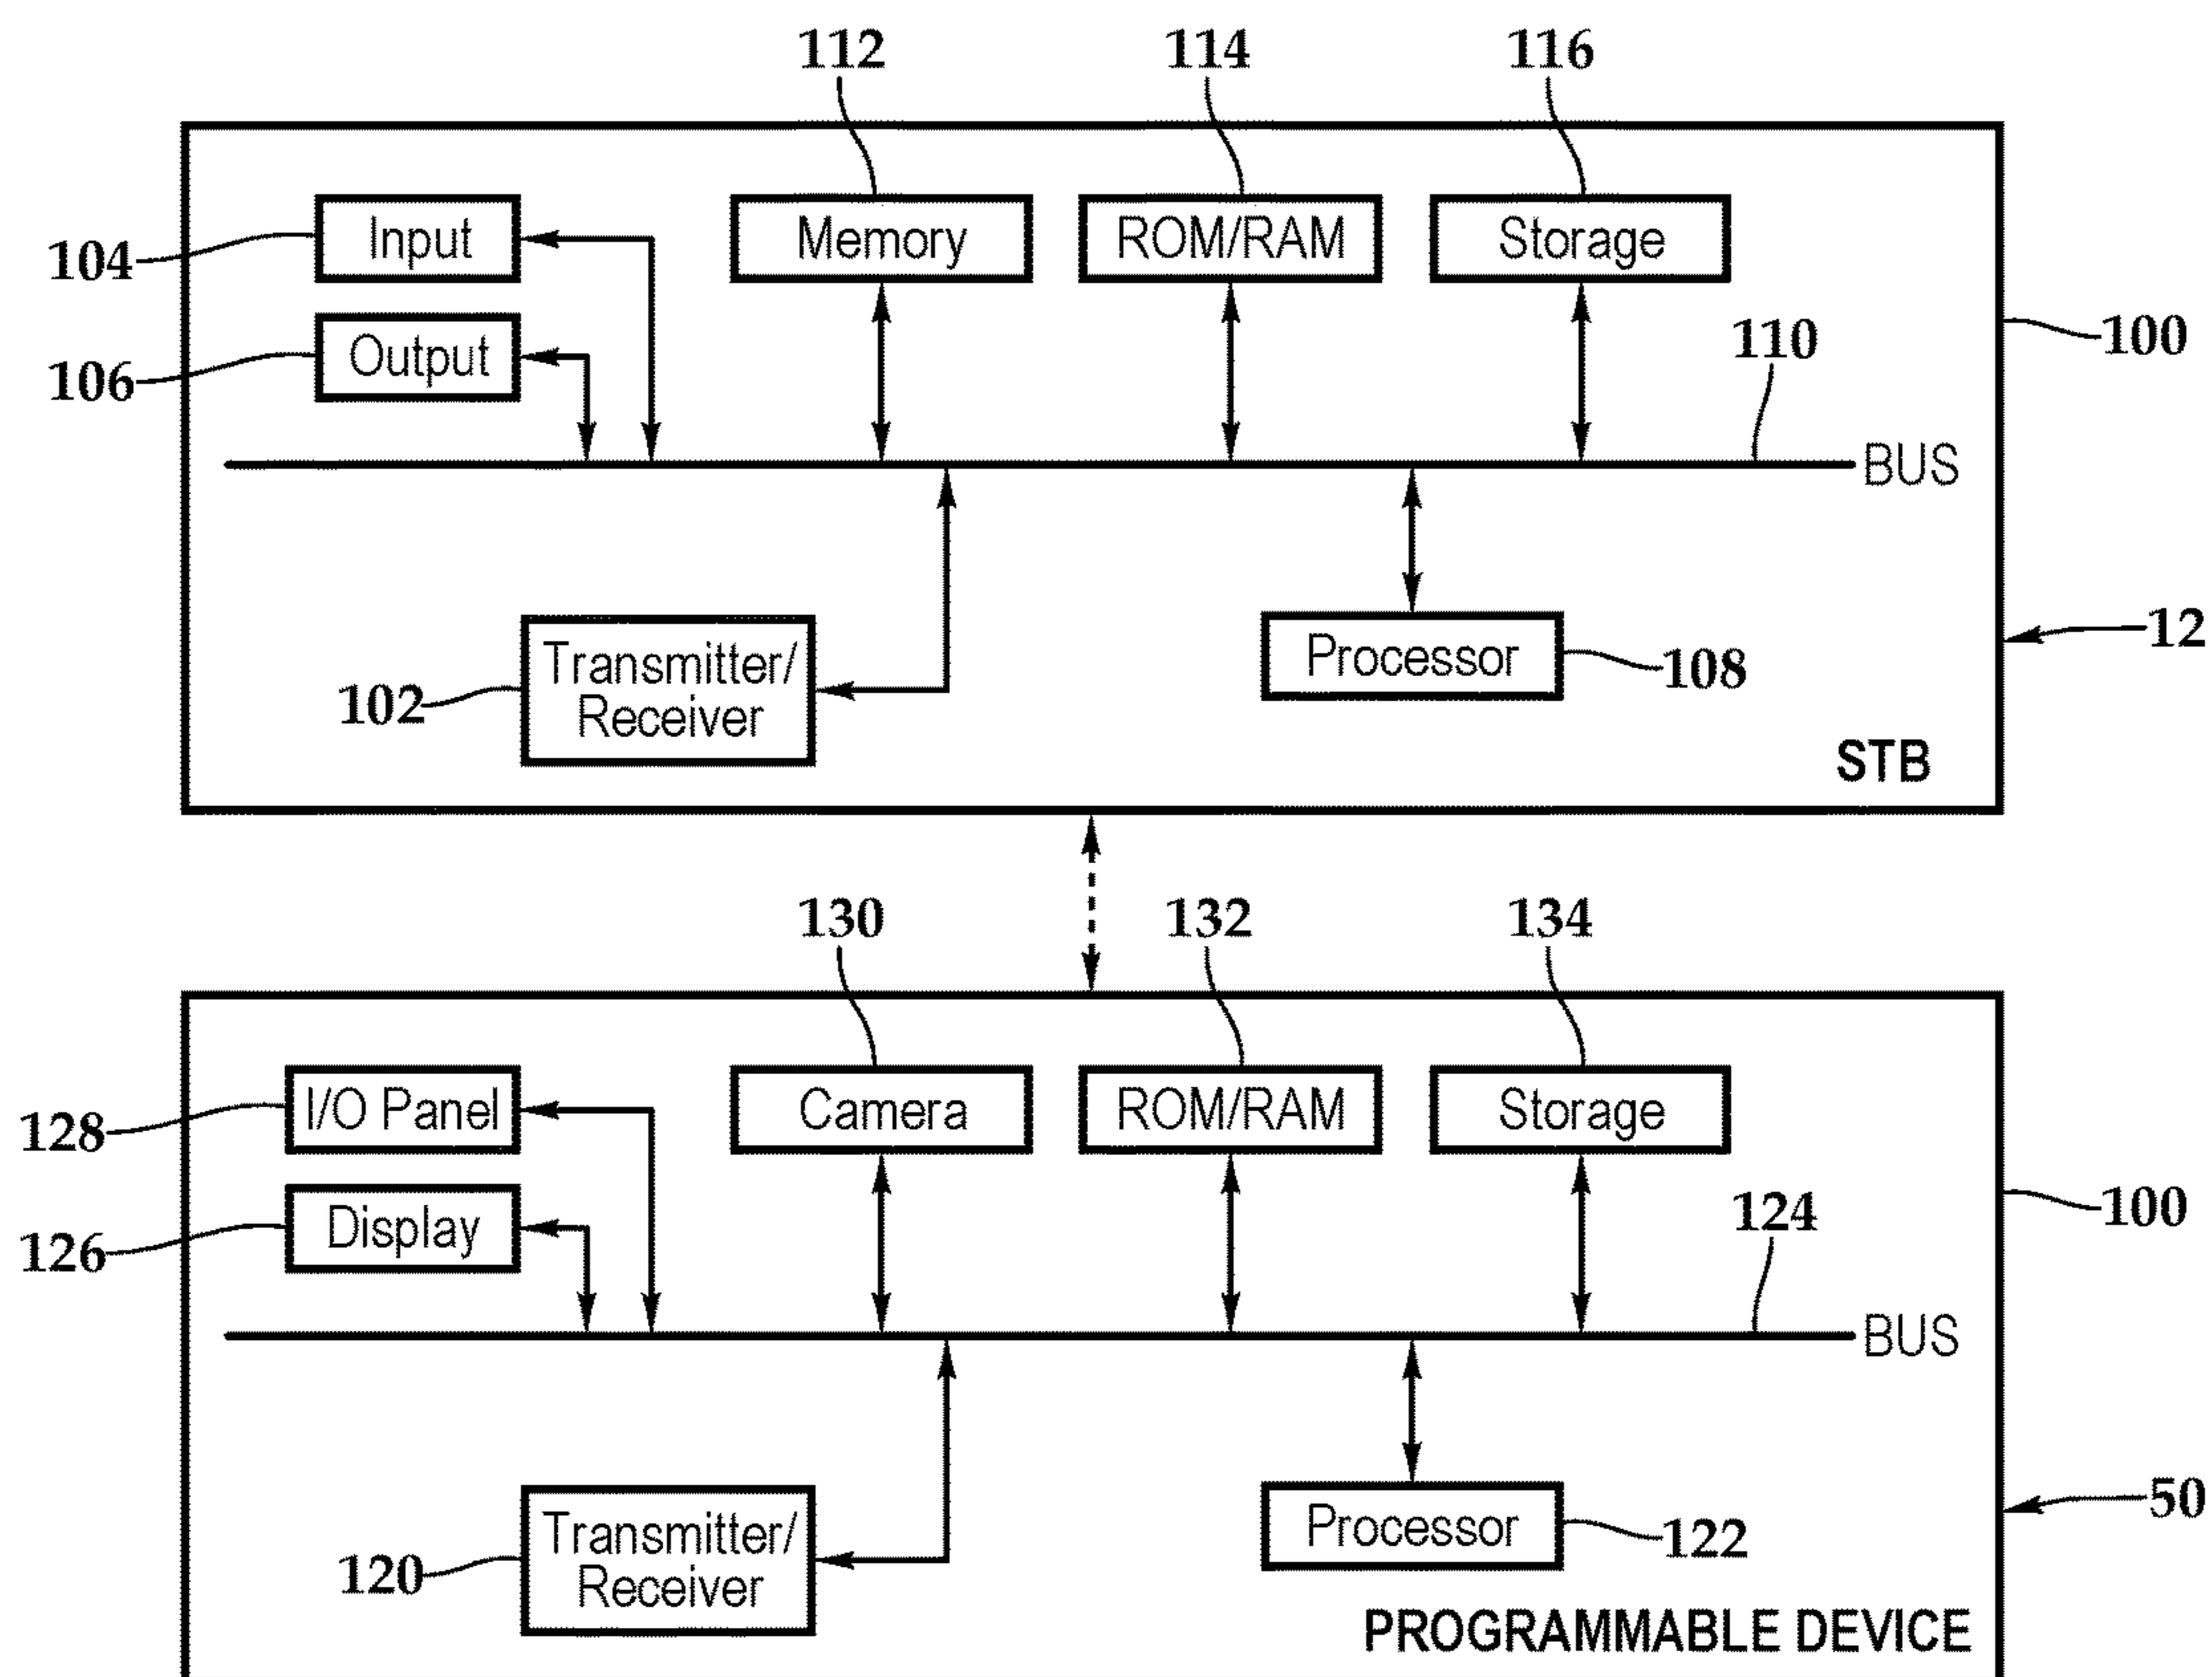 112 114 116
Input Memory ROM/RAM Storage
104
Output
106
110
100
BUS
Transmitter/
Receiver
102
Processor
108
12
STB
130 132 134
I/O Panel Camera ROM/RAM Storage
128
Display
126
124
100
BUS
Transmitter/
Receiver
120
Processor
122
50
PROGRAMMABLE DEVICE